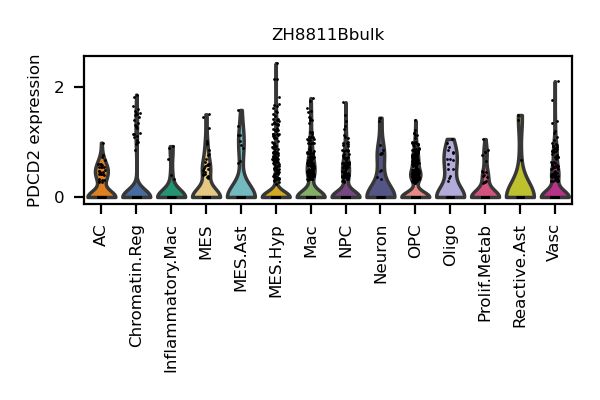 ZH8811Bbulk
PDCD2 expression
2
0
AC
Chromatin.Reg
Inflammatory.Mac
MES
MES.Ast
MES.Hyp
Mac
NPC
Neuron
OPC
Oligo
Prolif.Metab
Reactive.Ast
Vasc